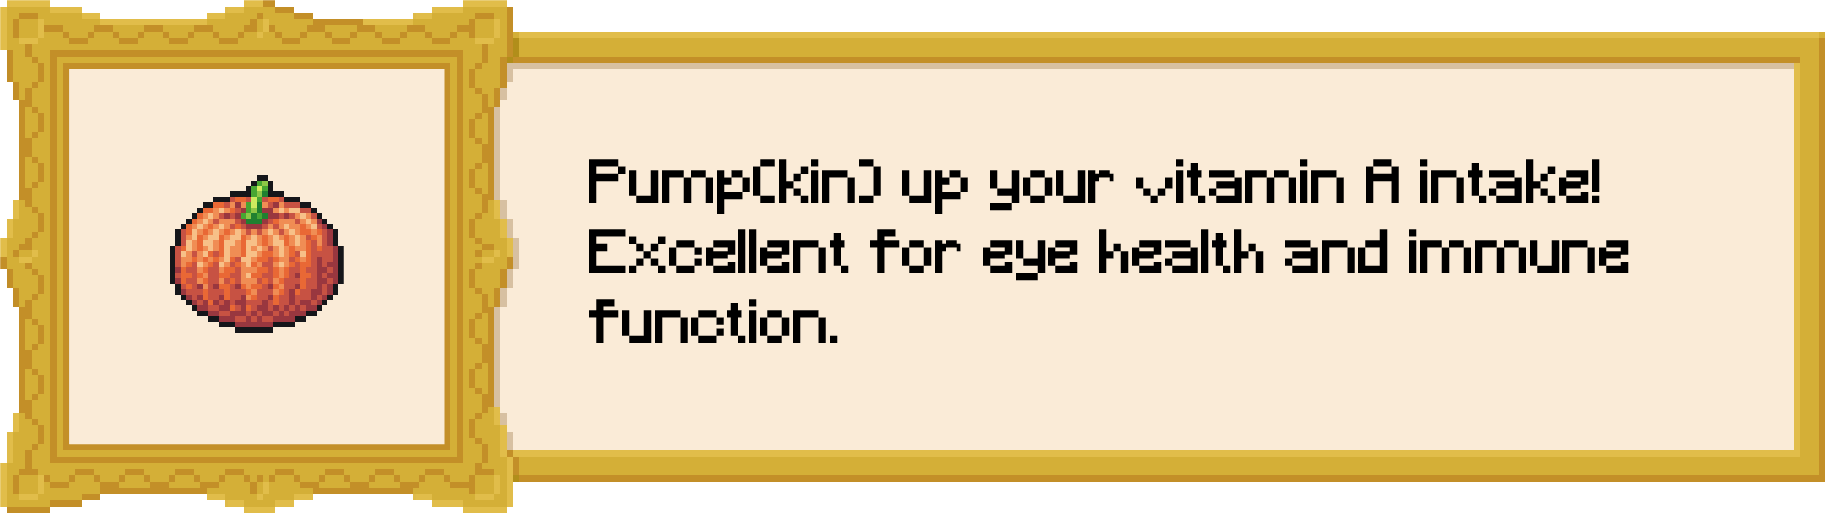 Pump(kin) up your vitamin A intake!
Excellent for eye health and immune
function.